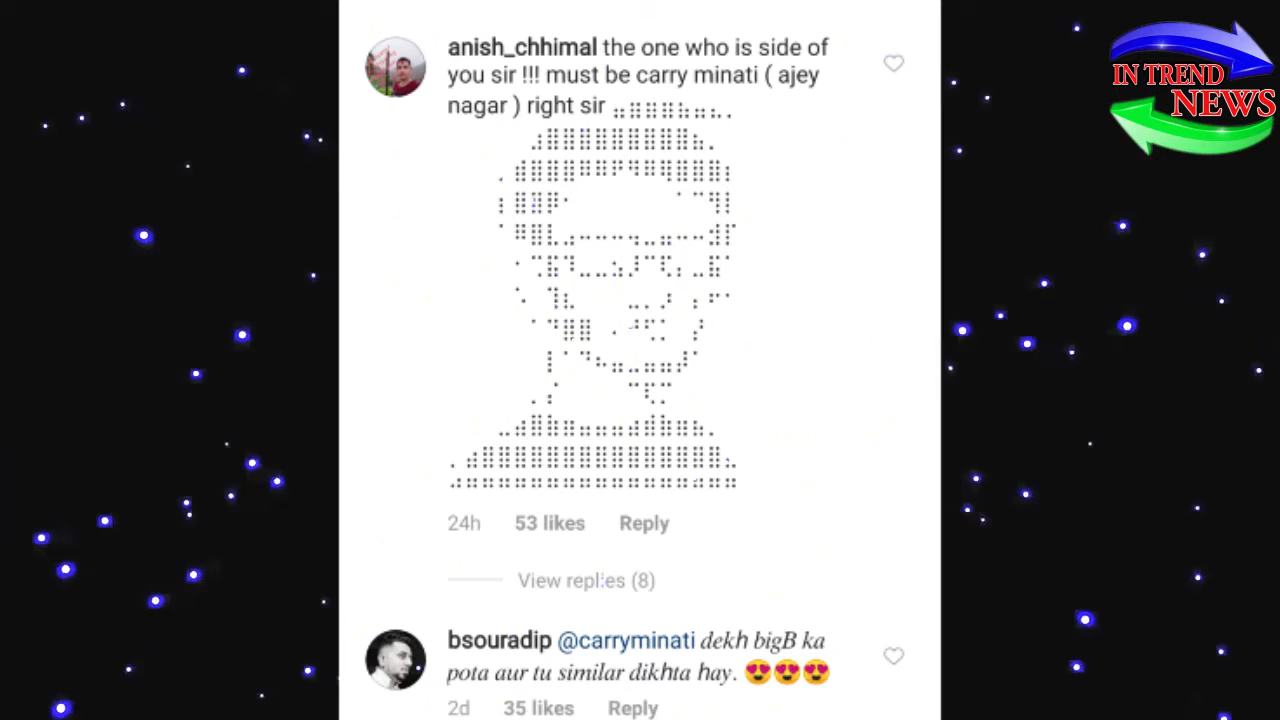 IN TREND
NEWS
anish_chhimal the one who is side of
you sir !!! must be carry minati ( ajey
nagar ) right sir
24h 53 likes Reply
View replies (8)
bsouradip @carryminati dekh bigB ka
pota aur tu similar dikhta hay. 😍😍😍
2d 35 likes Reply